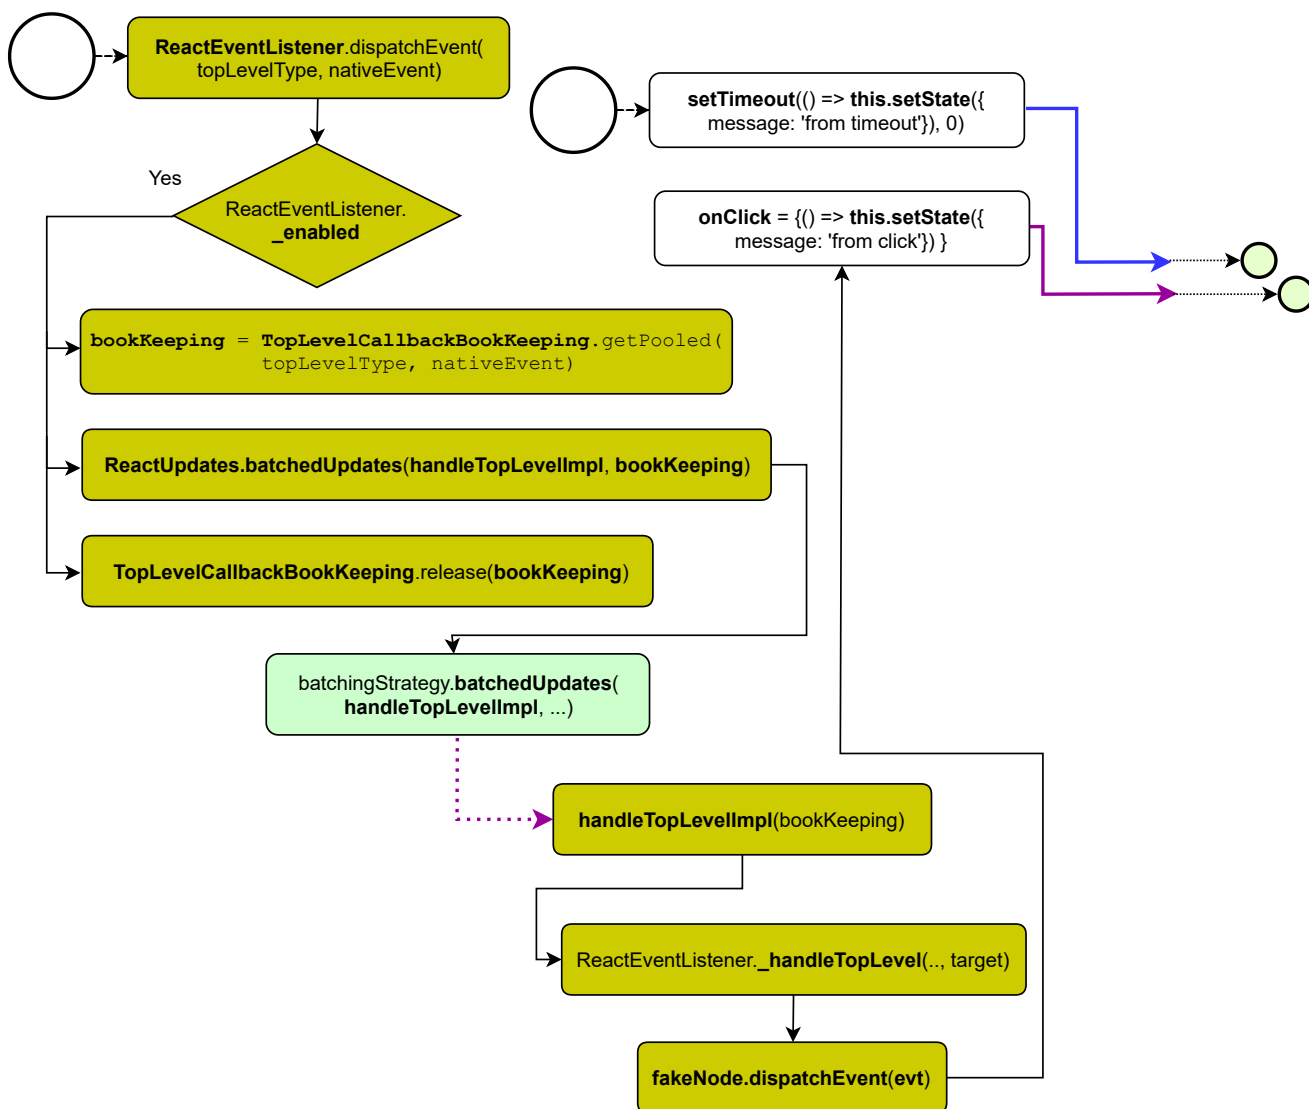 ReactEventListener.dispatchEvent(
topLevelType, nativeEvent)
setTimeout(() => this.setState({
message: 'from timeout'}), 0)
Yes
ReactEventListener.
_enabled
onClick = {() => this.setState({
message: 'from click'}) }
bookKeeping = TopLevelCallbackBookKeeping.getPooled(
topLevelType, nativeEvent)
ReactUpdates.batchedUpdates(handleTopLevelImpl, bookKeeping)
TopLevelCallbackBookKeeping.release(bookKeeping)
batchingStrategy.batchedUpdates(
handleTopLevelImpl, ...)
handleTopLevelImpl(bookKeeping)
ReactEventListener._handleTopLevel(.., target)
fakeNode.dispatchEvent(evt)